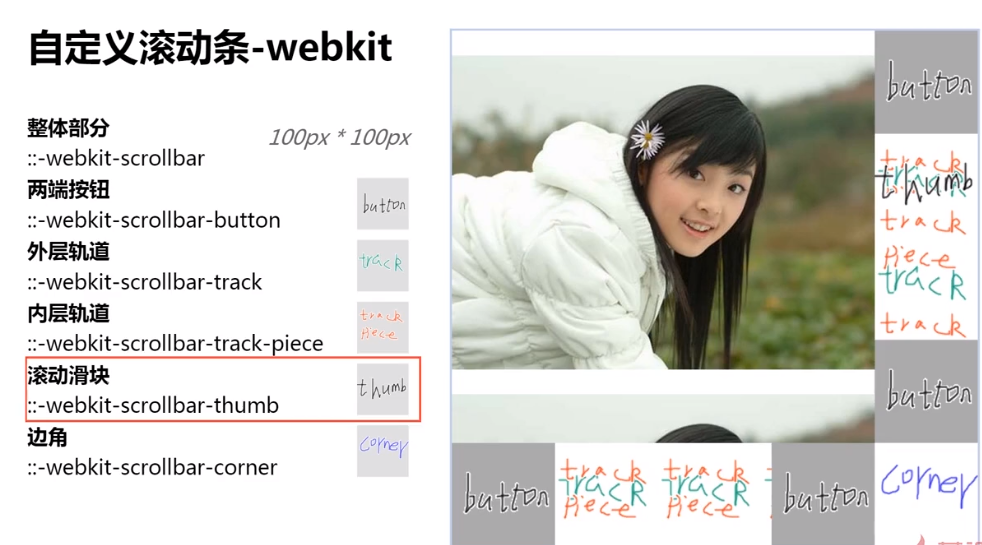 自定义滚动条-webkit
100px * 100px
整体部分
::-webkit-scrollbar
两端按钮
::-webkit-scrollbar-button
button
外层轨道
::-webkit-scrollbar-track
track
内层轨道
::-webkit-scrollbar-track-piece
track
piece
滚动滑块
::-webkit-scrollbar-thumb
thumb
边角
::-webkit-scrollbar-corner
corner
button
track
thumb
track
piece
track
track
button
button
track
track
piece
track
track
piece
button
corner